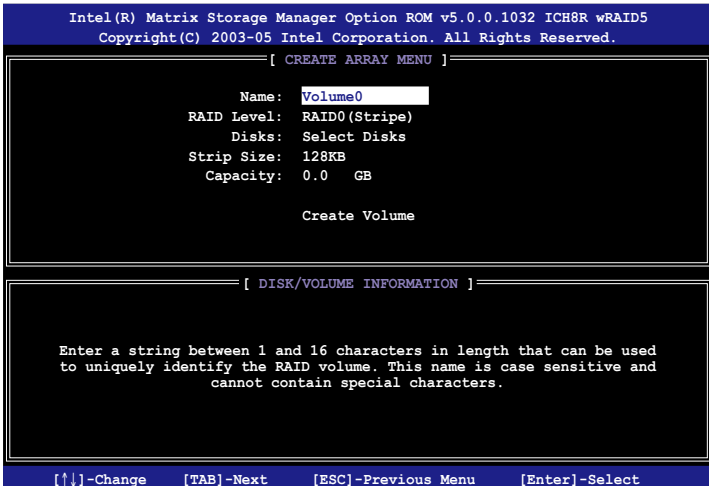 Intel(R) Matrix Storage Manager Option ROM v5.0.0.1032 ICH8R wRAID5
Copyright(C) 2003-05 Intel Corporation. All Rights Reserved.
[ CREATE ARRAY MENU ]
Name: Volume0
RAID Level: RAID0(Stripe)
Disks: Select Disks
Strip Size: 128KB
Capacity: 0.0 GB
Create Volume
[ DISK/VOLUME INFORMATION ]
Enter a string between 1 and 16 characters in length that can be used
to uniquely identify the RAID volume. This name is case sensitive and
cannot contain special characters.
[↑↓]-Change [TAB]-Next [ESC]-Previous Menu [Enter]-Select